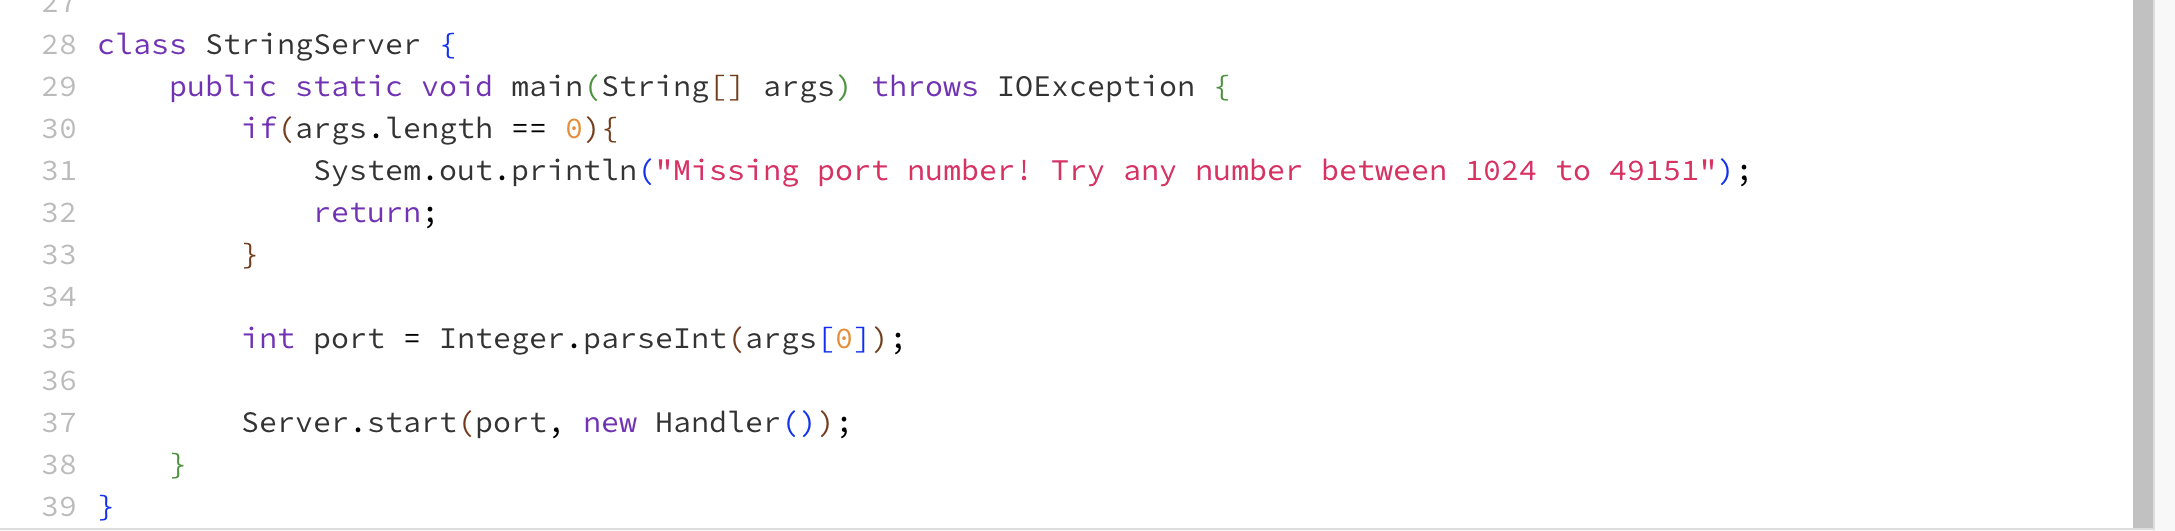 27
28 class StringServer {
29     public static void main(String[] args) throws IOException {
30         if(args.length == 0){
31             System.out.println("Missing port number! Try any number between 1024 to 49151");
32             return;
33         }
34
35         int port = Integer.parseInt(args[0]);
36
37         Server.start(port, new Handler());
38     }
39 }